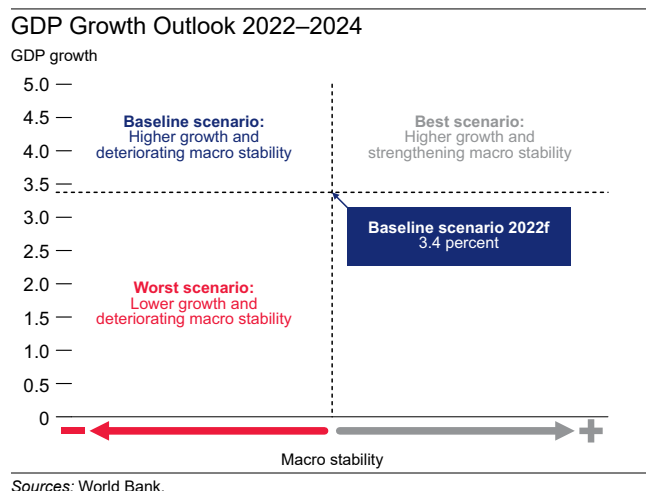 GDP Growth Outlook 2022–2024
GDP growth
5.0
4.5
4.0
3.5
3.0
2.5
2.0
1.5
1.0
0.5
0
Baseline scenario:
Higher growth and
deteriorating macro stability
Best scenario:
Higher growth and
strengthening macro stability
Baseline scenario 2022f
3.4 percent
Worst scenario:
Lower growth and
deteriorating macro stability
Macro stability
Sources: World Bank.